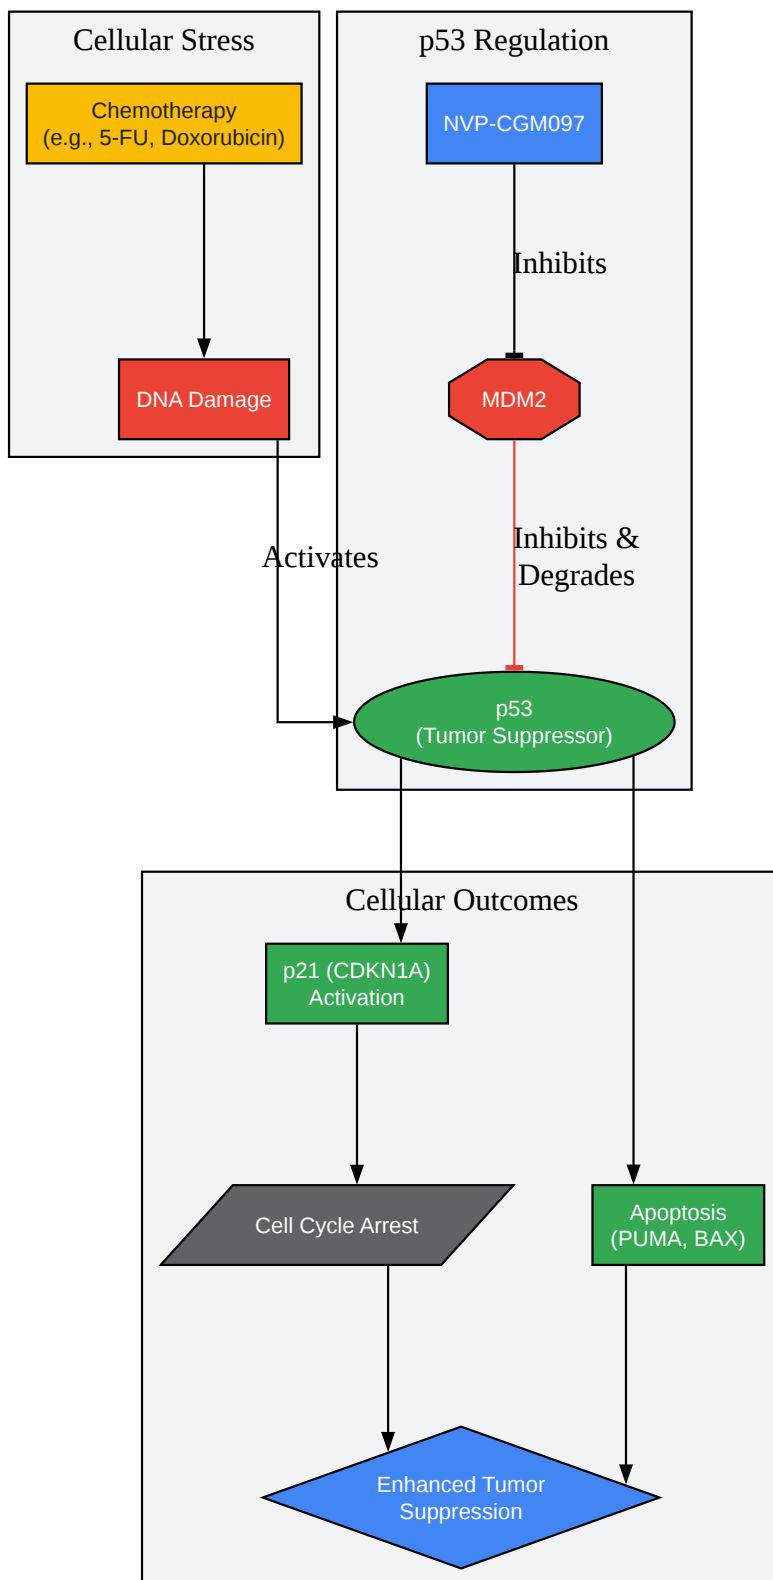 Cellular Stress
Chemotherapy
(e.g., 5-FU, Doxorubicin)
DNA Damage
Activates
p53 Regulation
NVP-CGM097
Inhibits
MDM2
Inhibits &
Degrades
p53
(Tumor Suppressor)
Cellular Outcomes
p21 (CDKN1A)
Activation
Cell Cycle Arrest
Apoptosis
(PUMA, BAX)
Enhanced Tumor
Suppression